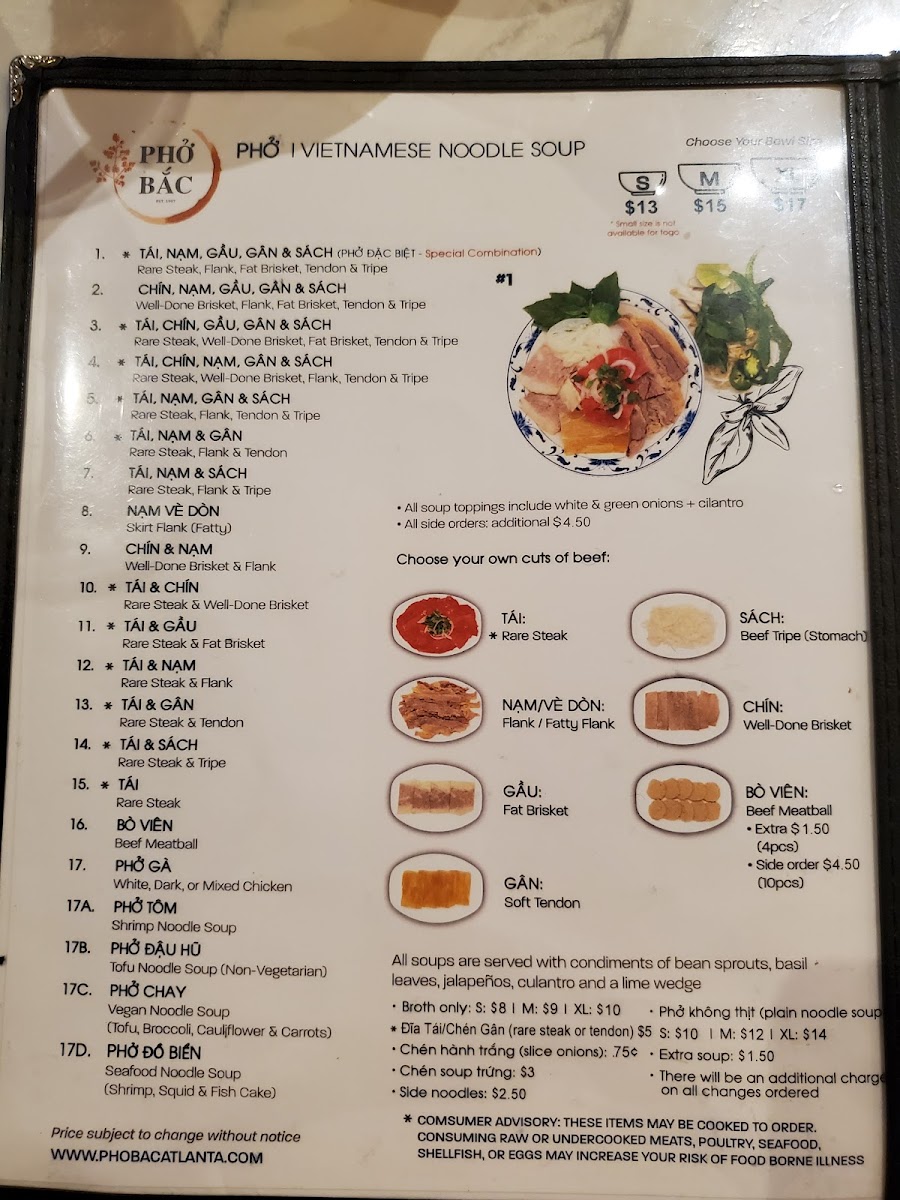 PHỞ
BẮC
PHỞ | VIETNAMESE NOODLE SOUP
Choose Your Bowl Size
S
M
XL
$13
$15
$17
* Small size is not
available for togo
1. * TÁI, NẠM, GẦU, GÂN & SÁCH (PHỞ ĐẶC BIỆT - Special Combination)
Rare Steak, Flank, Fat Brisket, Tendon & Tripe
2. CHÍN, NẠM, GẦU, GÂN & SÁCH
Well-Done Brisket, Flank, Fat Brisket, Tendon & Tripe
3. * TÁI, CHÍN, GẦU, GÂN & SÁCH
Rare Steak, Well-Done Brisket, Fat Brisket, Tendon & Tripe
4. * TÁI, CHÍN, NẠM, GÂN & SÁCH
Rare Steak, Well-Done Brisket, Flank, Tendon & Tripe
5. * TÁI, NẠM, GÂN & SÁCH
Rare Steak, Flank, Tendon & Tripe
6. * TÁI, NẠM & GÂN
Rare Steak, Flank & Tendon
7. TÁI, NẠM & SÁCH
Rare Steak, Flank & Tripe
8. NẠM VÈ DÒN
Skirt Flank (Fatty)
9. CHÍN & NẠM
Well-Done Brisket & Flank
10. * TÁI & CHÍN
Rare Steak & Well-Done Brisket
11. * TÁI & GẦU
Rare Steak & Fat Brisket
12. * TÁI & NẠM
Rare Steak & Flank
13. * TÁI & GÂN
Rare Steak & Tendon
14. * TÁI & SÁCH
Rare Steak & Tripe
15. * TÁI
Rare Steak
16. BÒ VIÊN
Beef Meatball
17. PHỞ GÀ
White, Dark, or Mixed Chicken
17A. PHỞ TÔM
Shrimp Noodle Soup
17B. PHỞ ĐẬU HŨ
Tofu Noodle Soup (Non-Vegetarian)
17C. PHỞ CHAY
Vegan Noodle Soup
(Tofu, Broccoli, Cauliflower & Carrots)
17D. PHỞ ĐỒ BIỂN
Seafood Noodle Soup
(Shrimp, Squid & Fish Cake)
Price subject to change without notice
WWW.PHOBACATLANTA.COM
#1
• All soup toppings include white & green onions + cilantro
• All side orders: additional $4.50
Choose your own cuts of beef:
TÁI:
* Rare Steak
SÁCH:
Beef Tripe (Stomach)
NẠM/VÈ DÒN:
Flank / Fatty Flank
CHÍN:
Well-Done Brisket
GẦU:
Fat Brisket
BÒ VIÊN:
Beef Meatball
• Extra $1.50
(4pcs)
• Side order $4.50
(10pcs)
GÂN:
Soft Tendon
All soups are served with condiments of bean sprouts, basil
leaves, jalapeños, culantro and a lime wedge
• Broth only: S: $8 | M: $9 | XL: $10
* Đĩa Tái/Chén Gân (rare steak or tendon) $5
• Chén hành trắng (slice onions): .75¢
• Chén soup trứng: $3
• Side noodles: $2.50
• Phở không thịt (plain noodle soup
S: $10 | M: $12 | XL: $14
• Extra soup: $1.50
• There will be an additional charge
on all changes ordered
* COMSUMER ADVISORY: THESE ITEMS MAY BE COOKED TO ORDER.
CONSUMING RAW OR UNDERCOOKED MEATS, POULTRY, SEAFOOD,
SHELLFISH, OR EGGS MAY INCREASE YOUR RISK OF FOOD BORNE ILLNESS